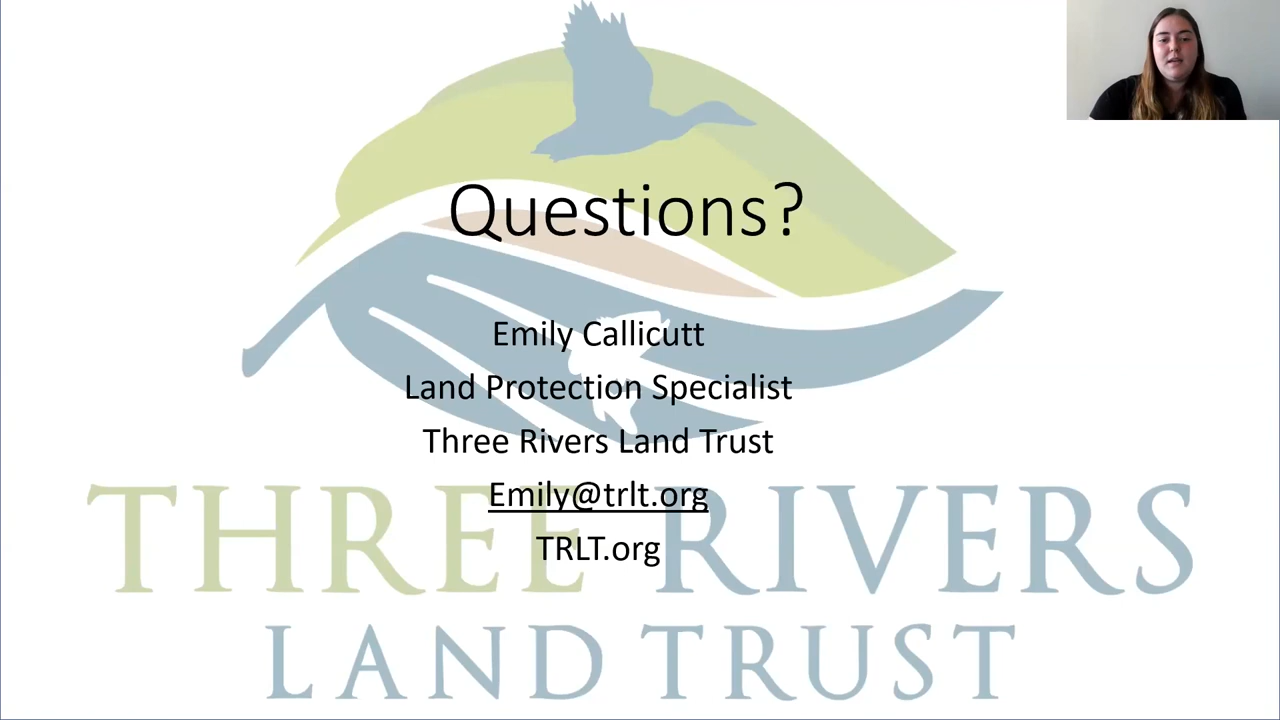 Questions?
Emily Callicutt
Land Protection Specialist
Three Rivers Land Trust
Emily@trlt.org
TRLT.org
THREE RIVERS
LAND TRUST